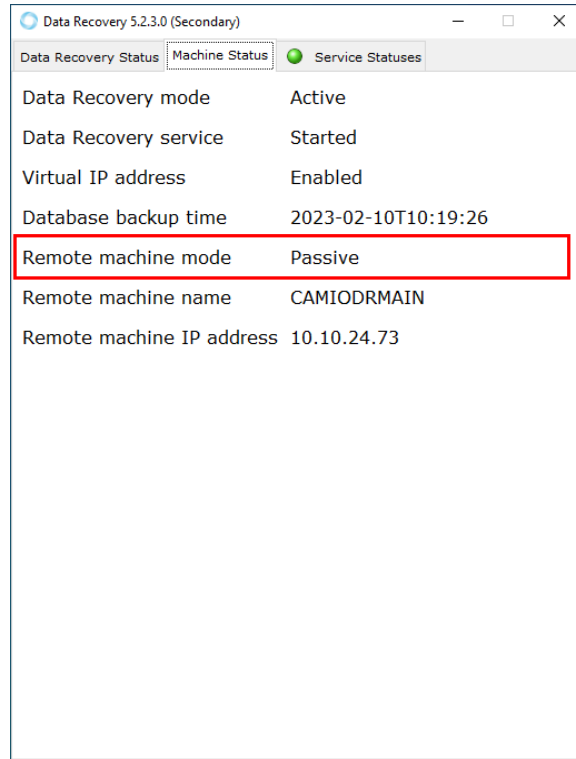 Data Recovery 5.2.3.0 (Secondary)
Data Recovery Status Machine Status Service Statuses
Data Recovery mode Active
Data Recovery service Started
Virtual IP address Enabled
Database backup time 2023-02-10T10:19:26
Remote machine mode Passive
Remote machine name CAMIODRMAIN
Remote machine IP address 10.10.24.73